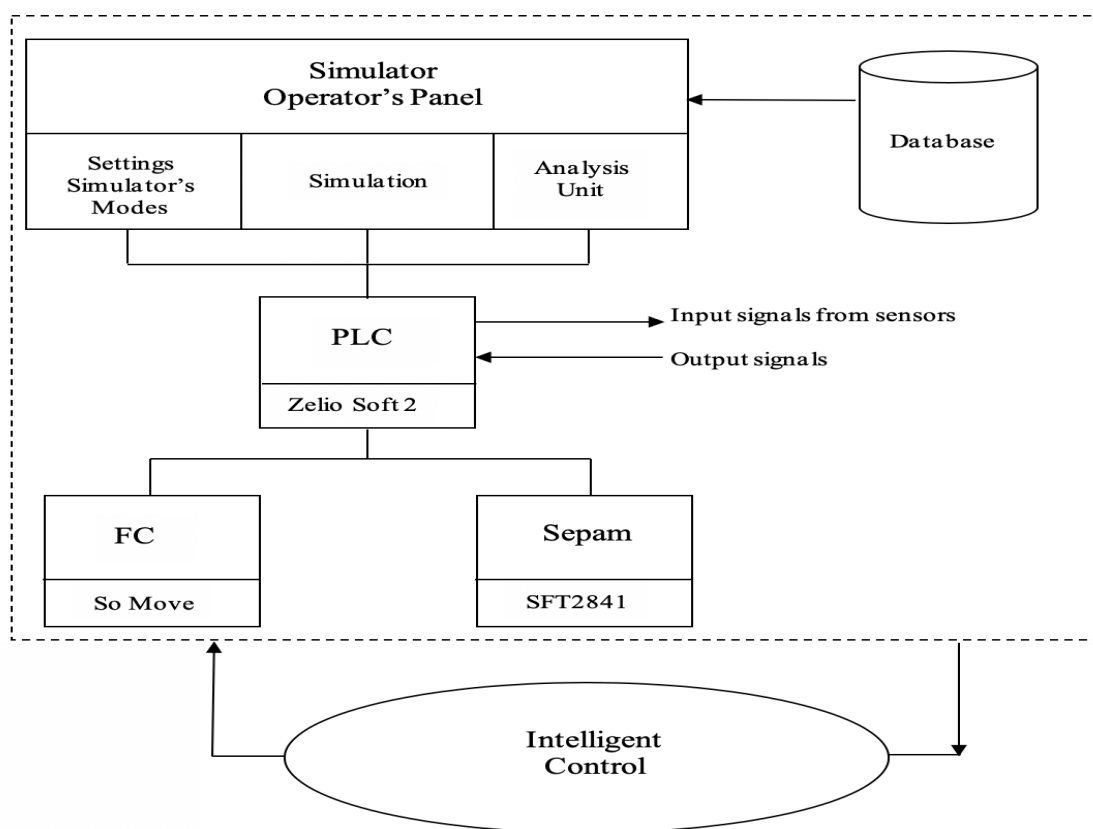 Simulator
Operator’s Panel
Settings
Simulator’s
Modes
Simulation
Analysis
Unit
Database
PLC
Zelio Soft 2
Input signals from sensors
Output signals
FC
So Move
Sepam
SFT2841
Intelligent
Control